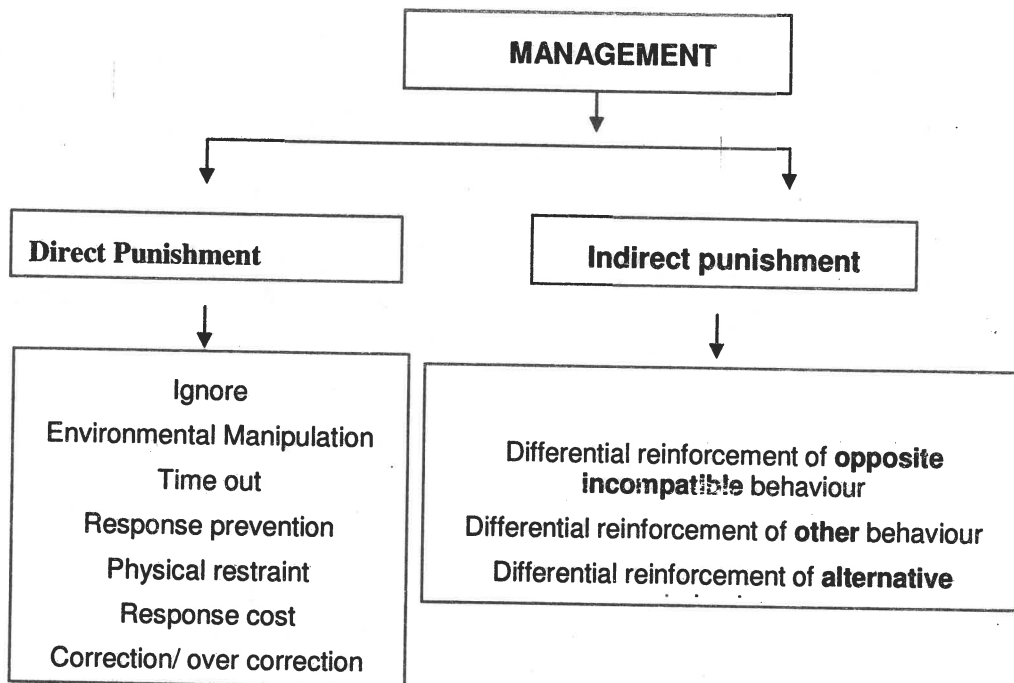 MANAGEMENT
Direct Punishment
Indirect punishment
Ignore
Environmental Manipulation
Time out
Response prevention
Physical restraint
Response cost
Correction/ over correction
Differential reinforcement of opposite
incompatible behaviour
Differential reinforcement of other behaviour
Differential reinforcement of alternative